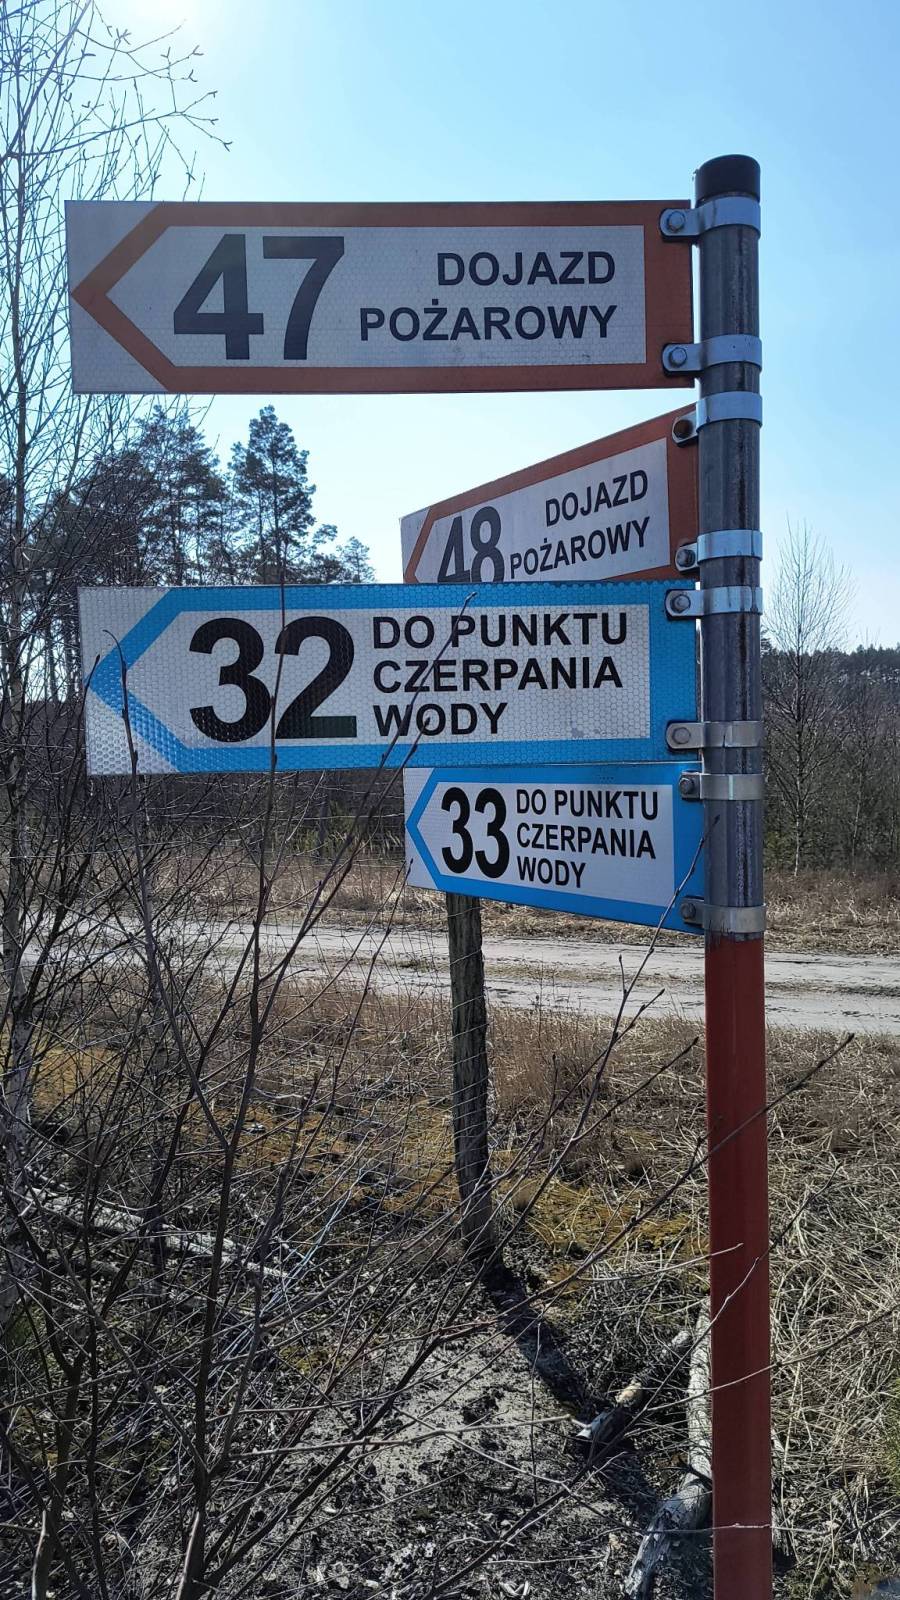 47 DOJAZD
POŻAROWY
48 DOJAZD
POŻAROWY
32 DO PUNKTU
CZERPANIA
WODY
33 DO PUNKTU
CZERPANIA
WODY